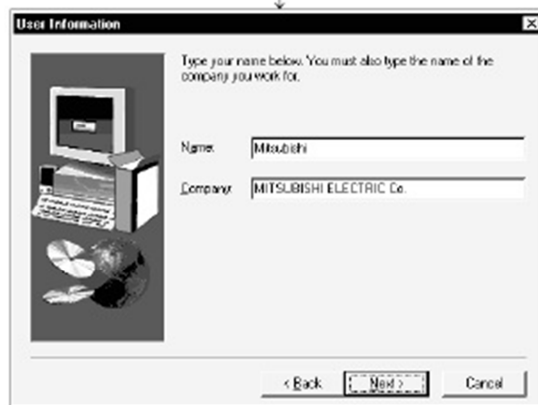 User Information
Type your name below. You must also type the name of the
company you work for.
Name:
Mitsubishi
Company:
MITSUBISHI ELECTRIC Co.
< Back
Next >
Cancel